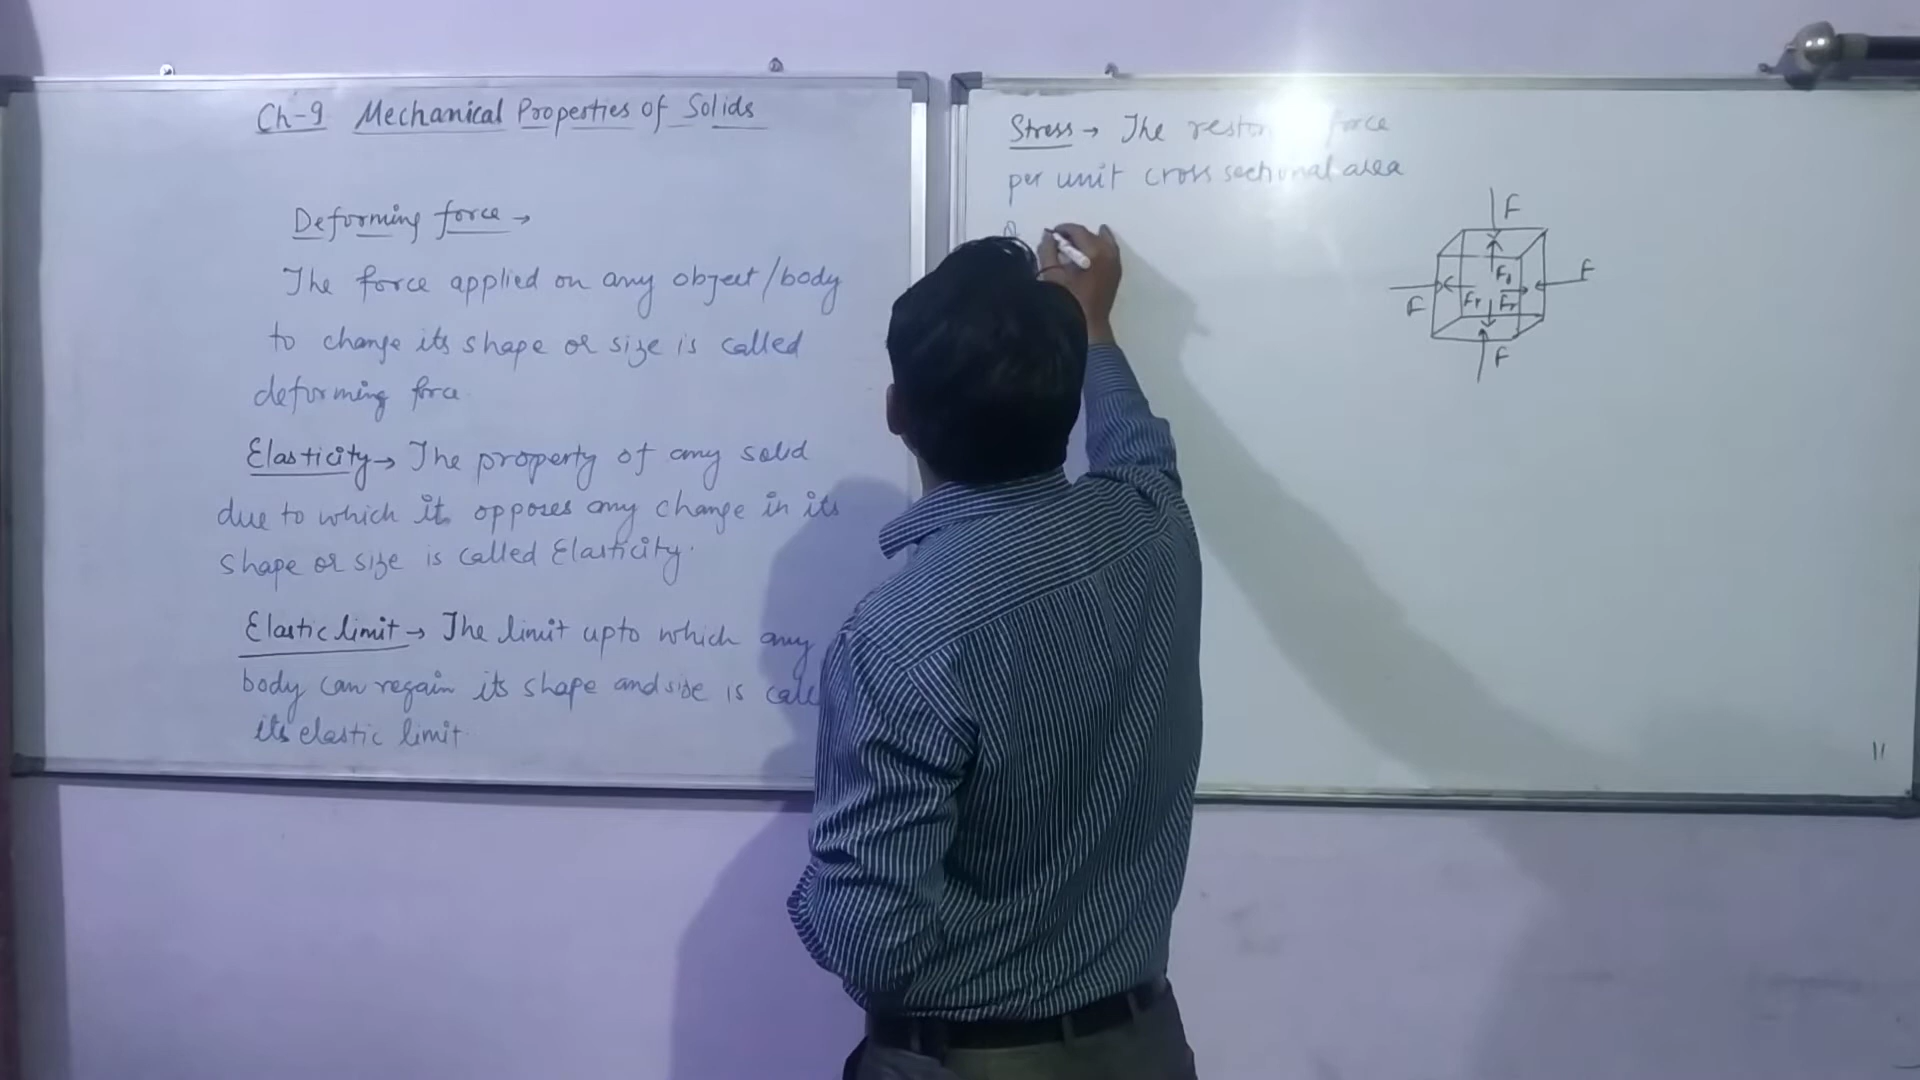 Ch-9 Mechanical Properties of Solids
Deforming force →
The force applied on any object/body
to change its shape or size is called
deforming force.
Elasticity → The property of any solid
due to which it opposes any change in its
shape or size is called Elasticity.
Elastic limit → The limit upto which any
body can regain its shape and size is
its elastic limit.
Stress → The force
per unit cross sectional area
F
F
F
Fr
Fr
F
F
11